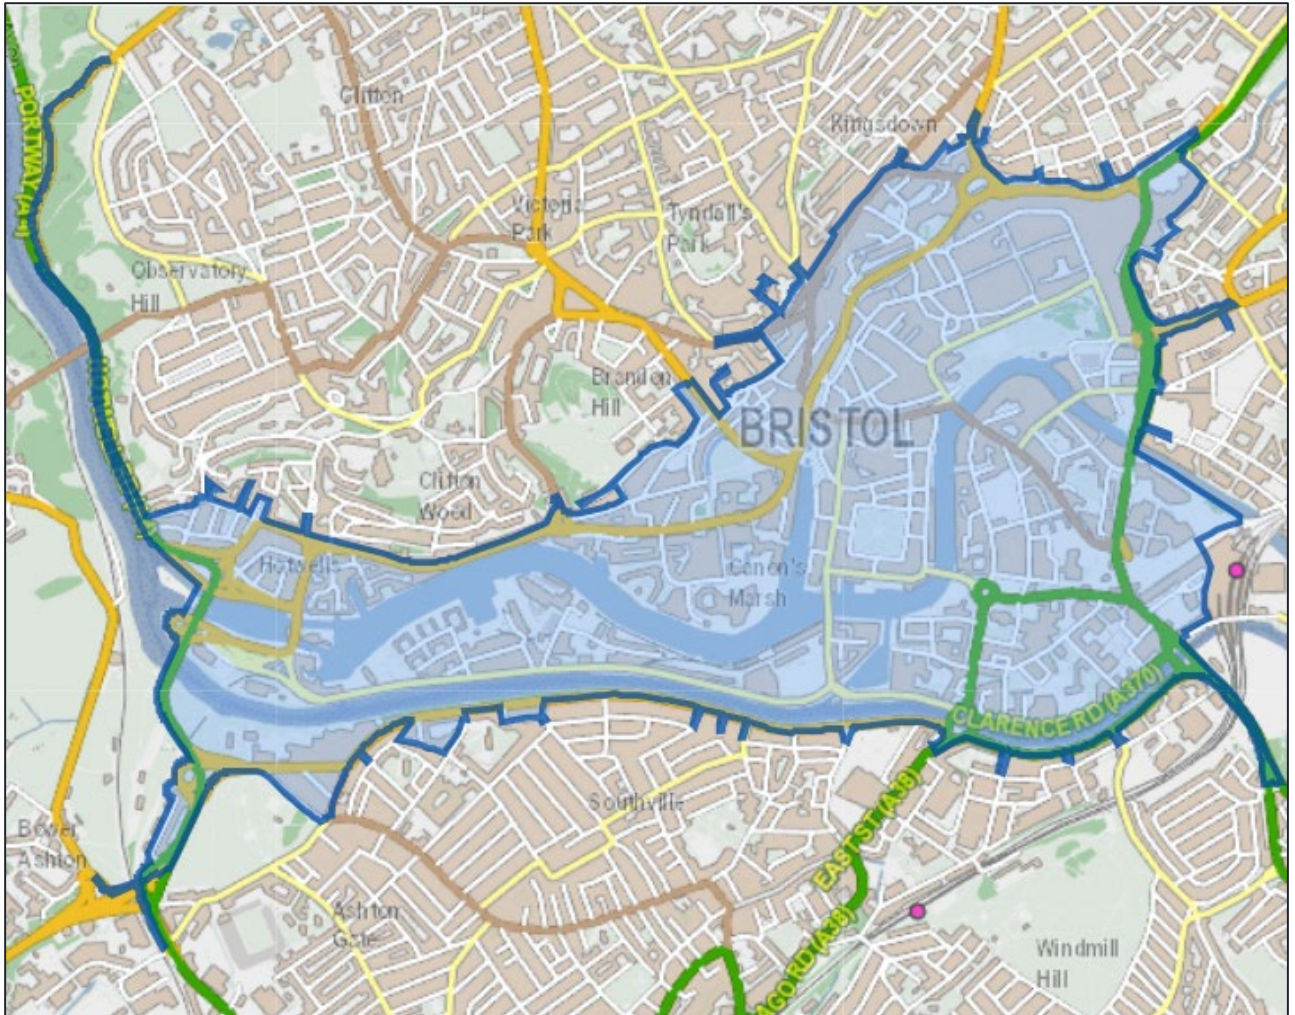 Clifton
Kingsdown
PORTWAY (A4)
Victoria
Park
Tyndall's
Park
Observatory
Hill
Brandon
Hill
BRISTOL
Clifton
Wood
Hotwells
Canon's
Marsh
CLARENCE RD (A370)
Southville
EAST ST (A38)
Bower
Ashton
Ashton
Gate
Windmill
Hill